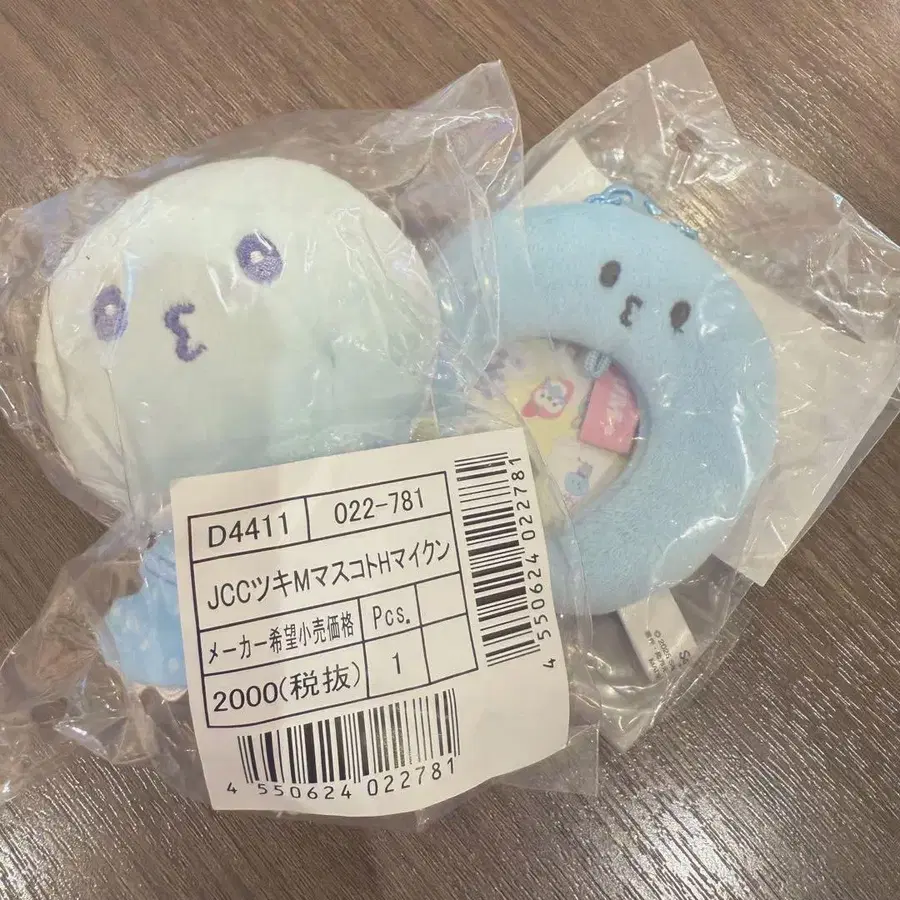 D4411 022-781
JCCツキMマスコトHマイクン
メーカー希望小売価格 Pcs.
2000(税抜) 1
4 550624 022781
4 550624 022781